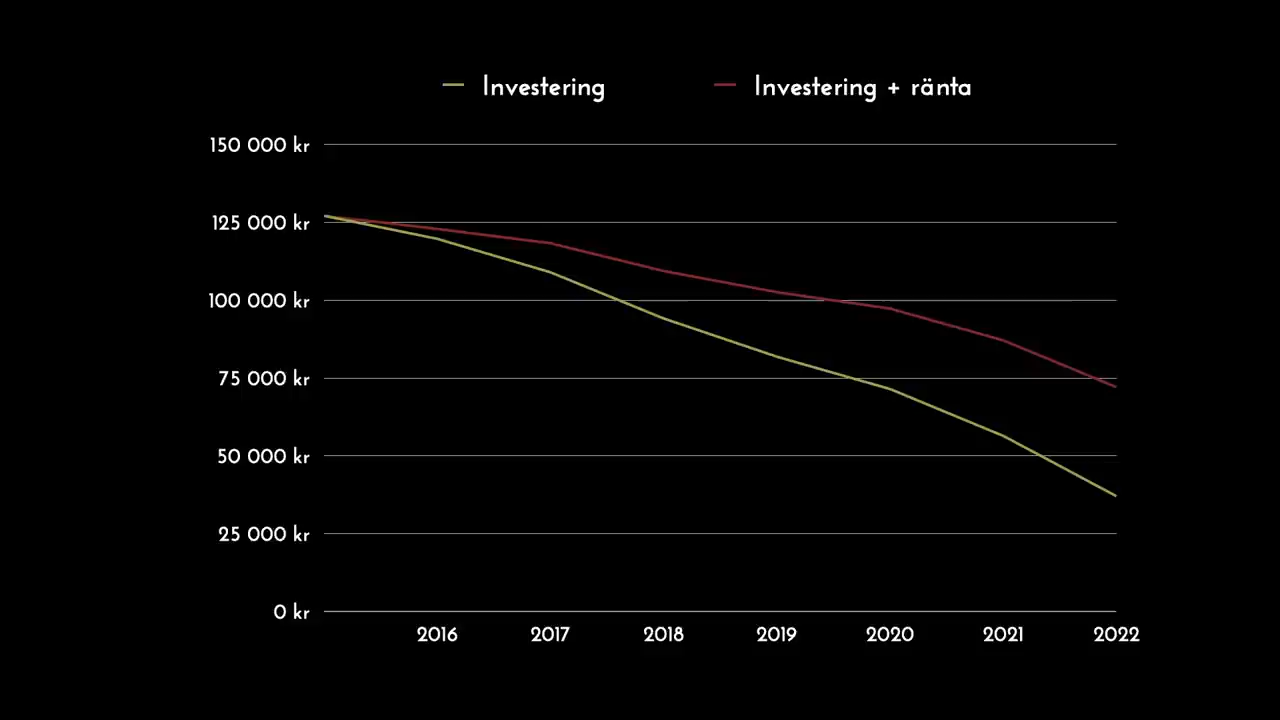 Investering
Investering + ränta
150 000 kr
125 000 kr
100 000 kr
75 000 kr
50 000 kr
25 000 kr
0 kr
2016 2017 2018 2019 2020 2021 2022